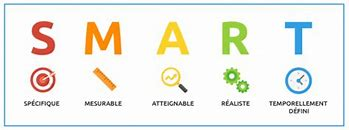 S M A R T
SPÉCIFIQUE MESURABLE ATTEIGNABLE RÉALISTE TEMPORELLEMENT
DÉFINI